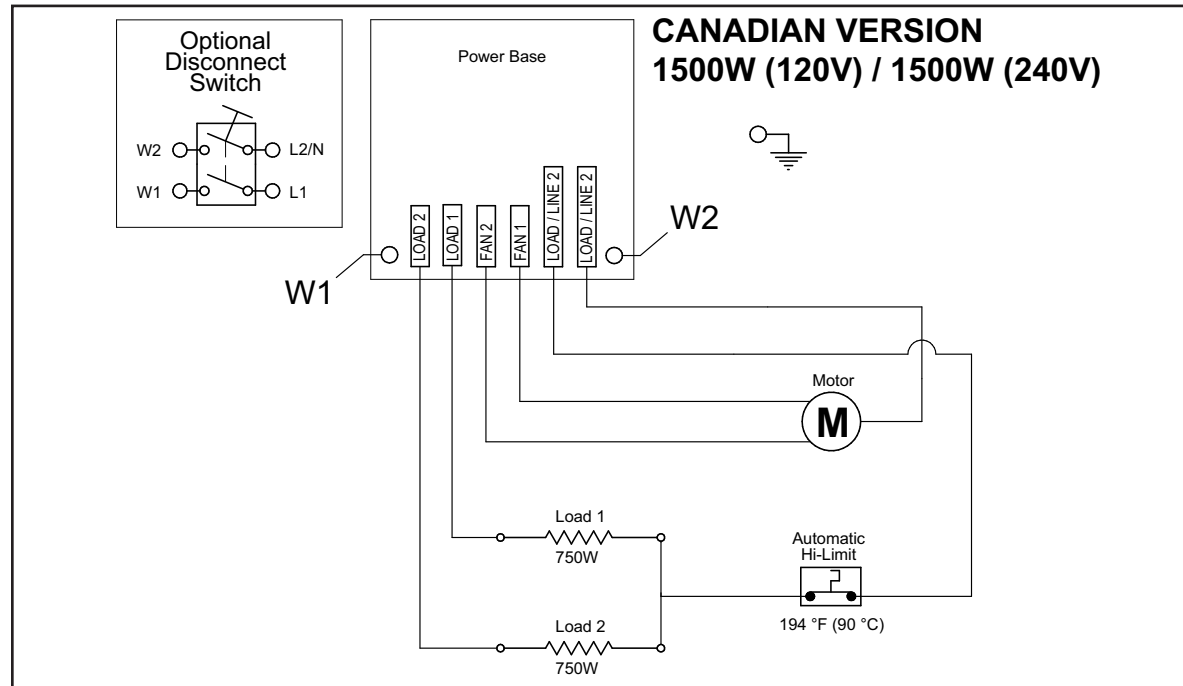 CANADIAN VERSION
1500W (120V) / 1500W (240V)
Optional
Disconnect
Switch
W2
L2/N
W1
L1
Power Base
LOAD 2
LOAD 1
FAN 2
FAN 1
LOAD / LINE 2
LOAD / LINE 2
W1
W2
Motor
M
Load 1
750W
Automatic
Hi-Limit
194 °F (90 °C)
Load 2
750W